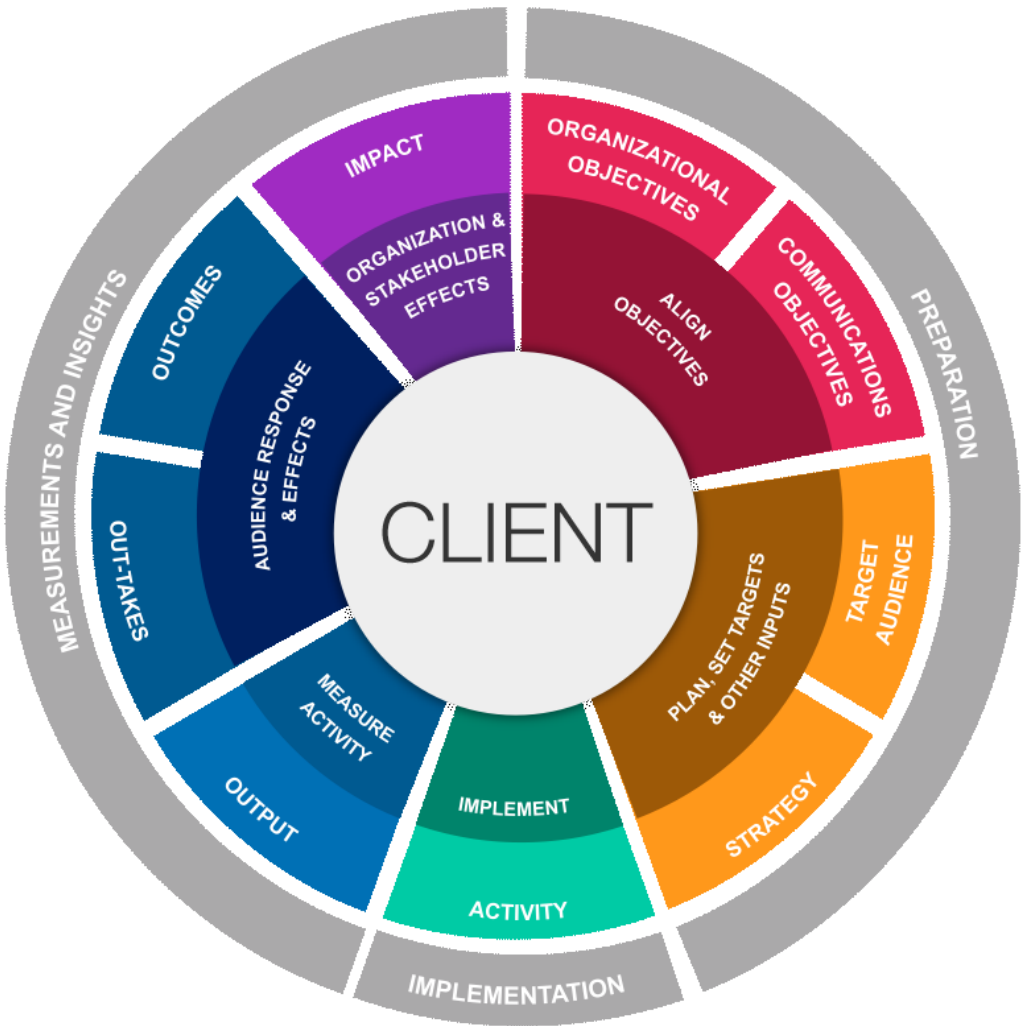 PREPARATION
ORGANIZATIONAL
OBJECTIVES
COMMUNICATIONS
OBJECTIVES
ALIGN
OBJECTIVES
TARGET
AUDIENCE
STRATEGY
PLAN, SET TARGETS
& OTHER INPUTS
IMPLEMENTATION
ACTIVITY
IMPLEMENT
MEASUREMENTS AND INSIGHTS
OUTPUT
MEASURE
ACTIVITY
OUT-TAKES
OUTCOMES
AUDIENCE RESPONSE
& EFFECTS
IMPACT
ORGANIZATION &
STAKEHOLDER
EFFECTS
CLIENT